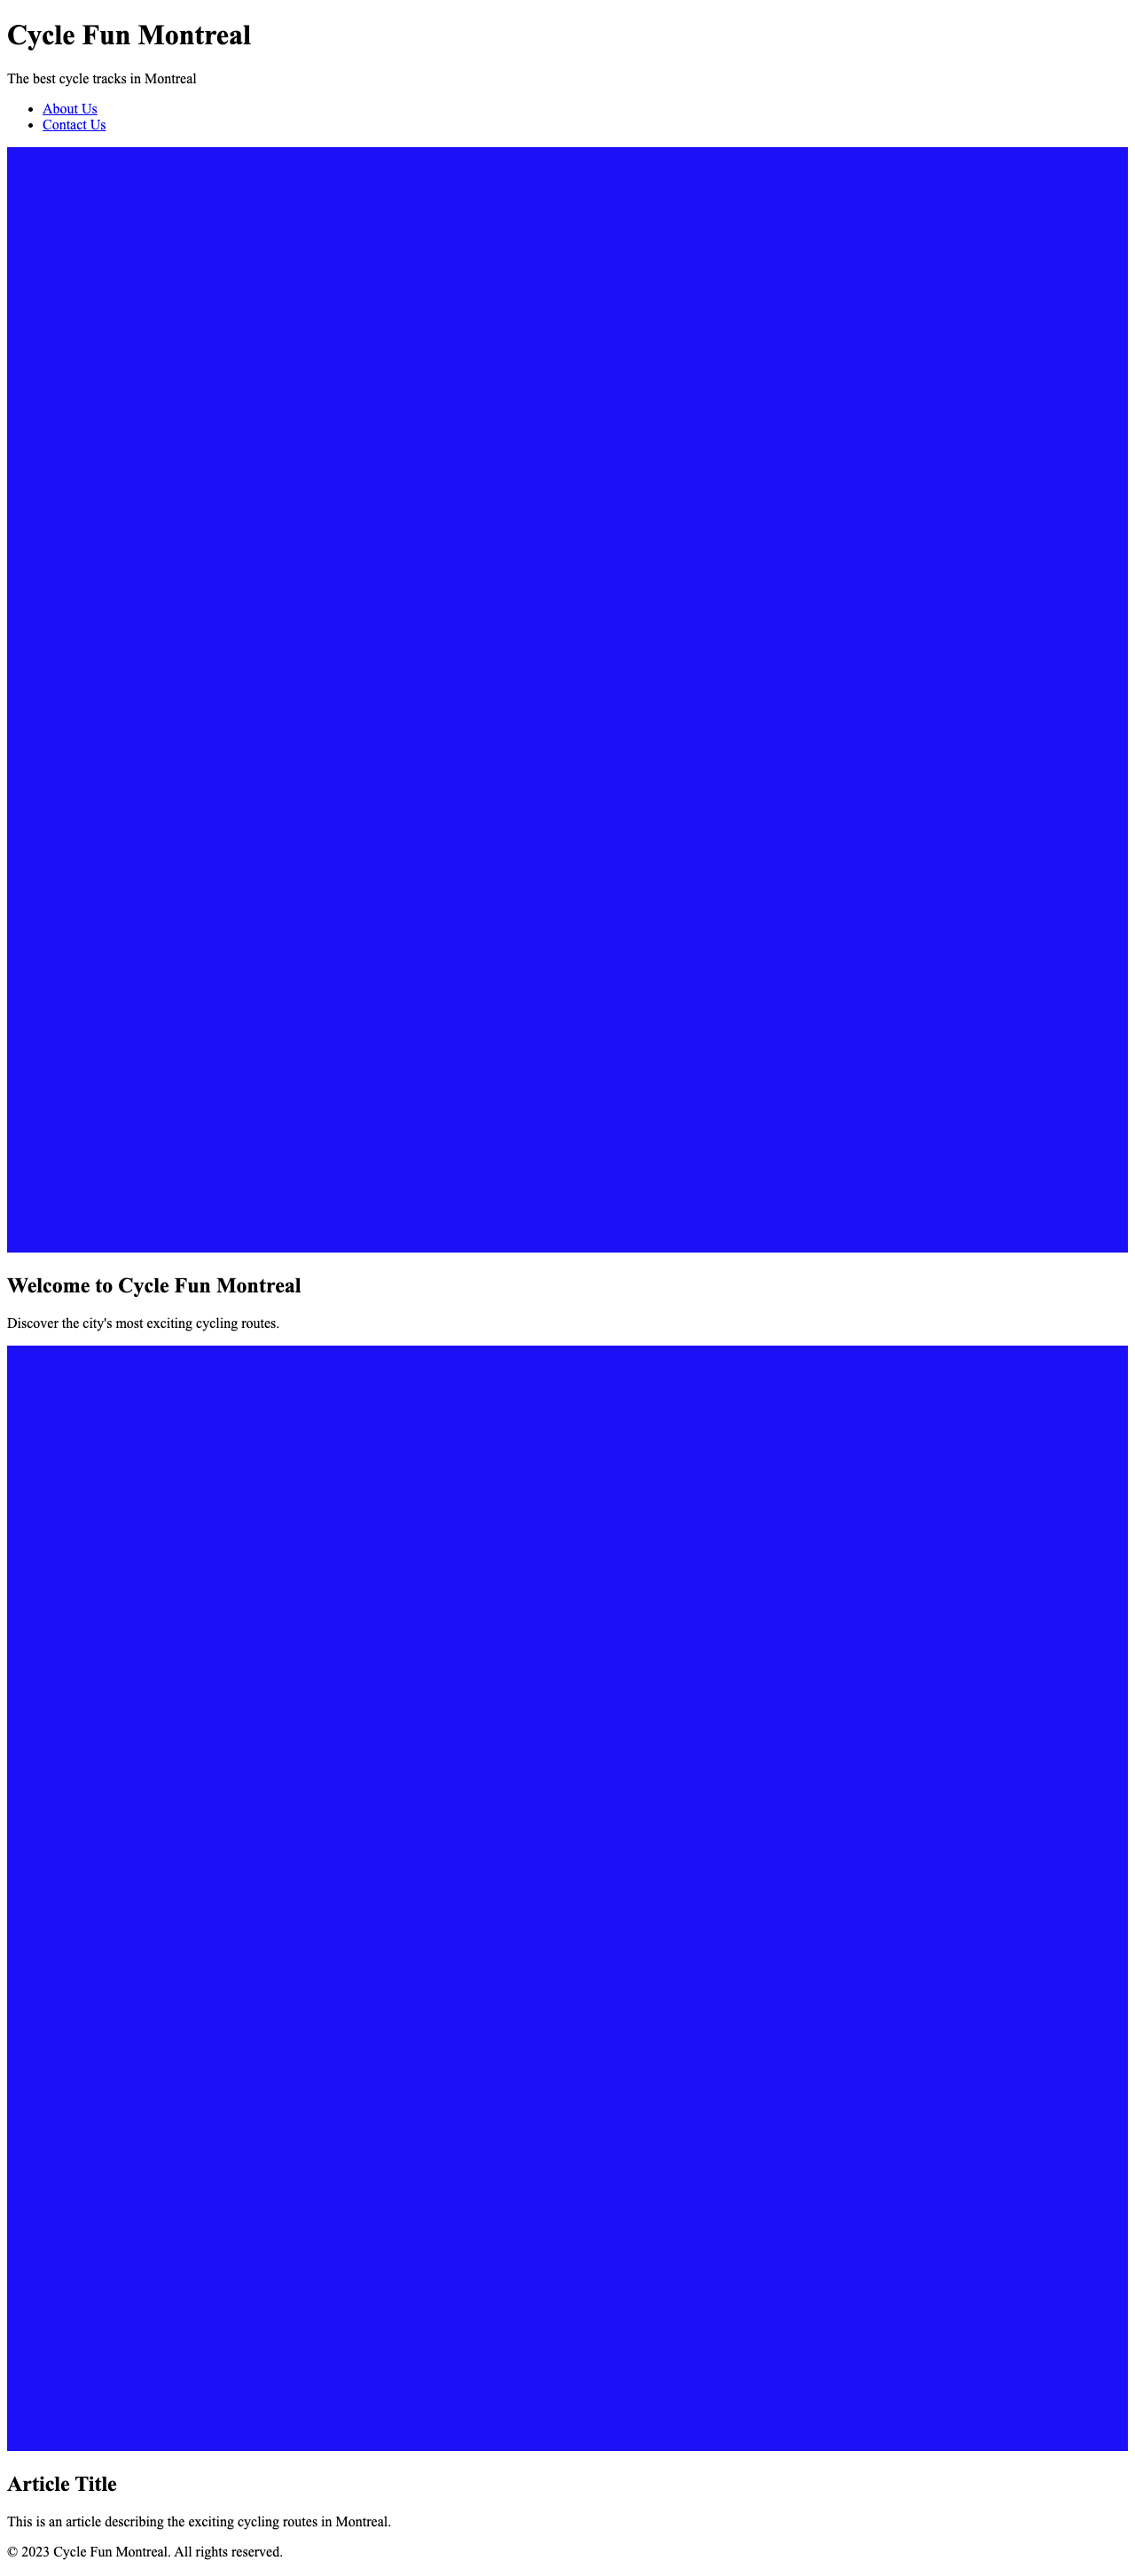 Cycle Fun Montreal
The best cycle tracks in Montreal
About Us
Contact Us
Welcome to Cycle Fun Montreal
Discover the city's most exciting cycling routes.
Article Title
This is an article describing the exciting cycling routes in Montreal.
© 2023 Cycle Fun Montreal. All rights reserved.